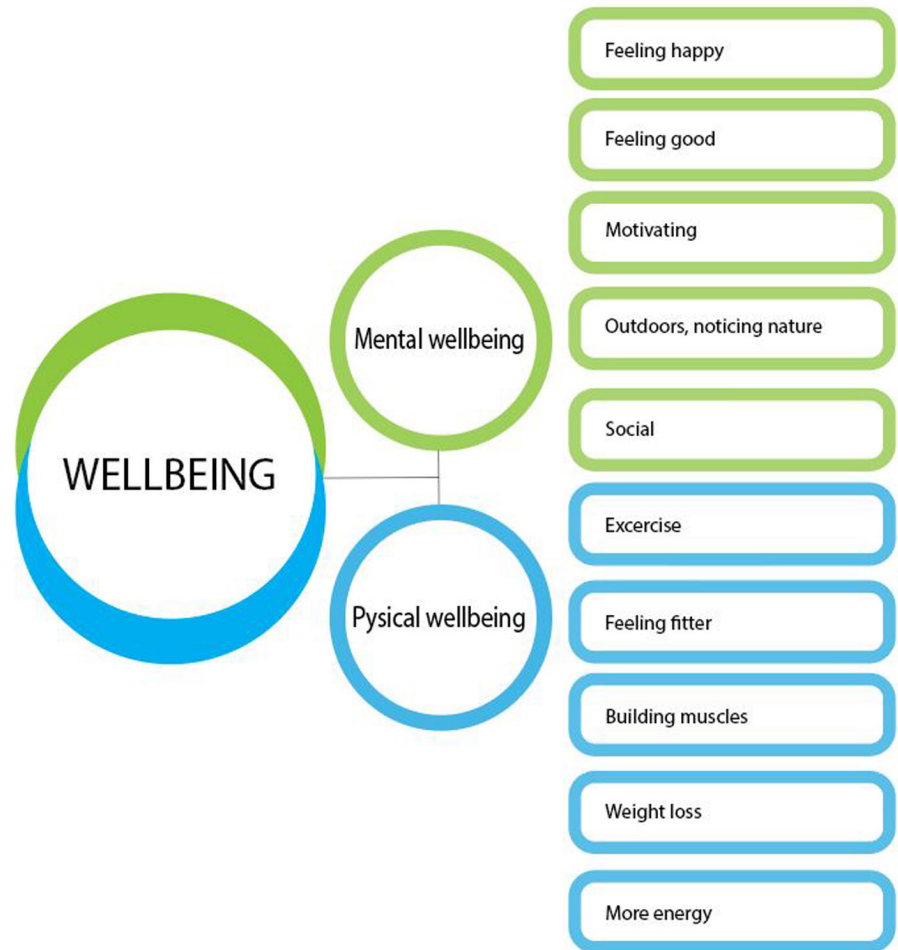 WELLBEING
Mental wellbeing
Feeling happy
Feeling good
Motivating
Outdoors, noticing nature
Social
Pysical wellbeing
Excercise
Feeling fitter
Building muscles
Weight loss
More energy